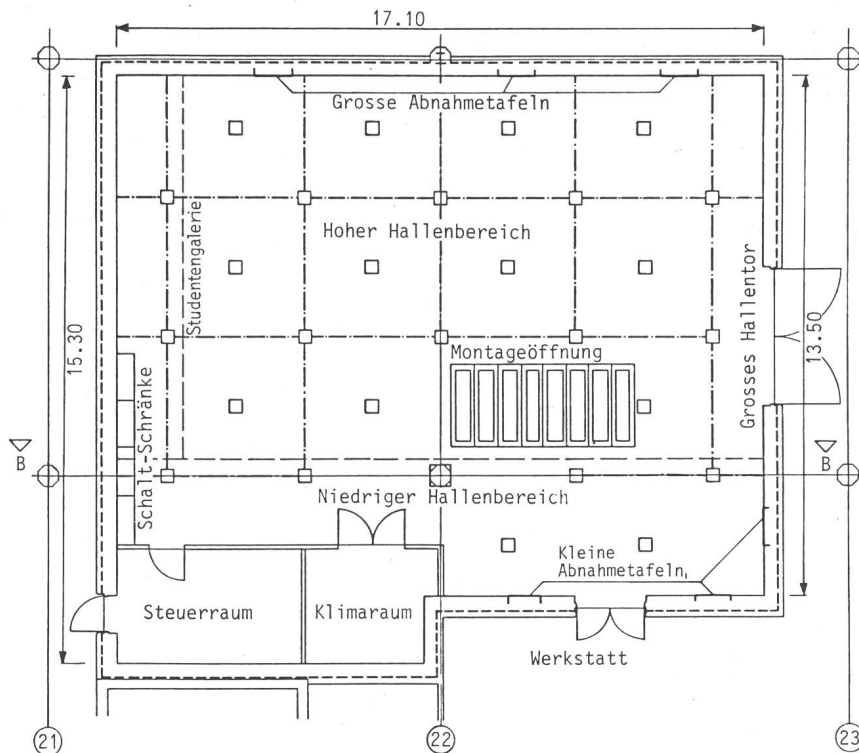 17.10
Grosse Abnahmetafeln
Studentengalerie
Hoher Hallenbereich
15.30
Grosses Hallentor
13.50
Montageöffnung
Schalt-Schränke
B
B
Niedriger Hallenbereich
Kleine
Abnahmetafeln
Steuerraum
Klimaraum
Werkstatt
21
22
23